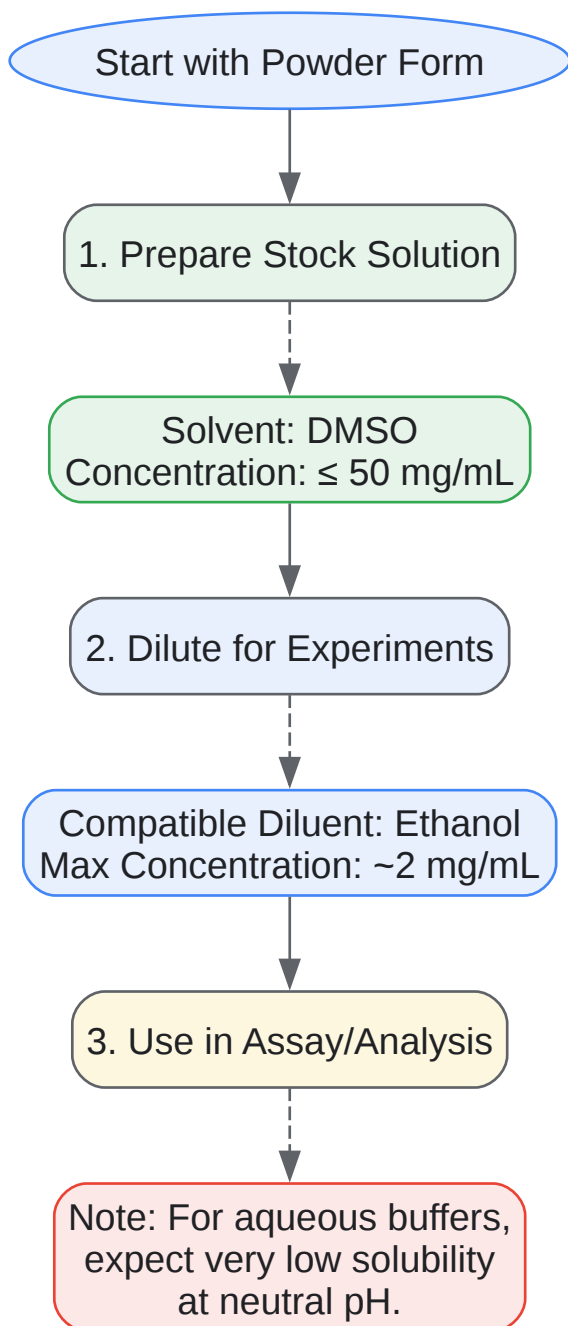 Start with Powder Form
1. Prepare Stock Solution
Solvent: DMSO
Concentration: ≤ 50 mg/mL
2. Dilute for Experiments
Compatible Diluent: Ethanol
Max Concentration: ~2 mg/mL
3. Use in Assay/Analysis
Note: For aqueous buffers,
expect very low solubility
at neutral pH.